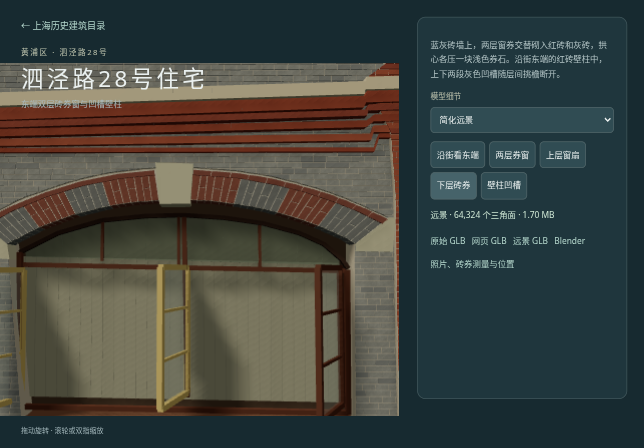 ← 上海历史建筑目录
黄浦区 · 泗泾路28号
泗泾路28号住宅
东端双层砖券窗与凹槽壁柱
拖动旋转 · 滚轮或双指缩放
蓝灰砖墙上，两层窗券交替砌入红砖和灰砖，拱
心各压一块浅色券石。沿街东端的红砖壁柱中，
上下两段灰色凹槽随层间挑檐断开。
模型细节
简化远景
沿街看东端 两层券窗 上层窗扇
下层砖券 壁柱凹槽
远景 · 64,324 个三角面 · 1.70 MB
原始 GLB 网页 GLB 远景 GLB Blender
照片、砖券测量与位置